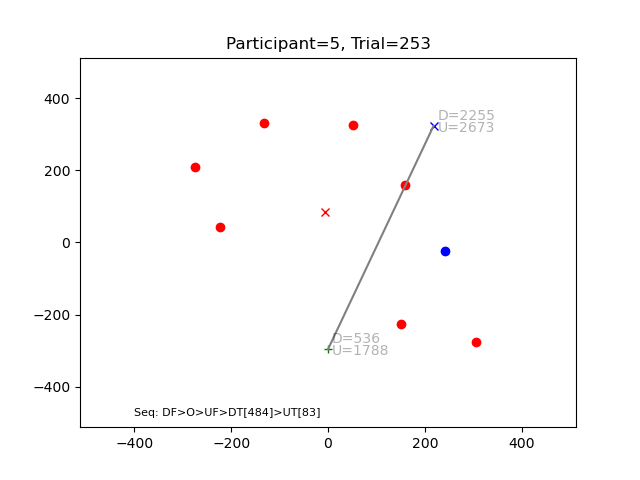 Participant=5, Trial=253
D=2255
U=2673
D=536
U=1788
Seq: DF>O>UF>DT[484]>UT[83]
400
200
0
−200
−400
−400
−200
0
200
400